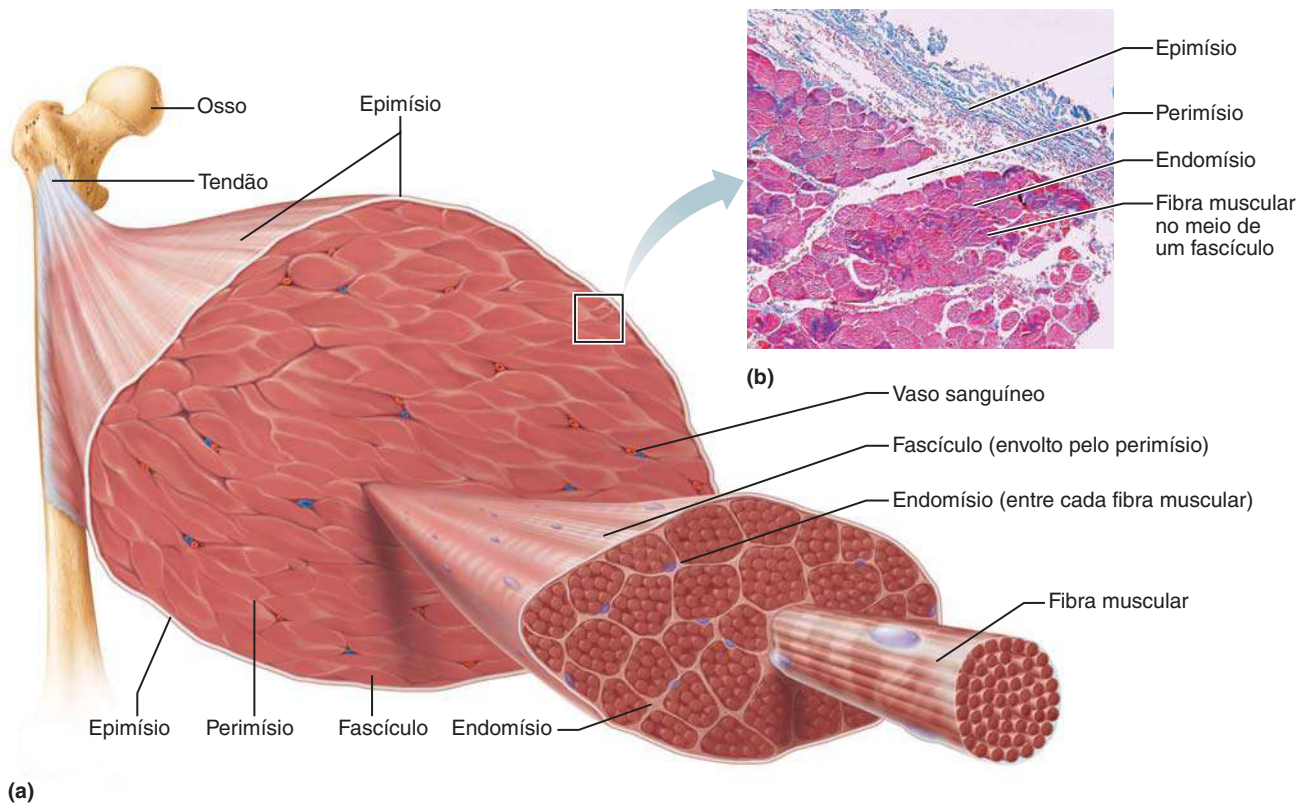 Osso
Tendão
Epimísio
Epimísio
Perimísio
Endomísio
Fibra muscular
no meio de
um fascículo
(b)
Vaso sanguíneo
Fascículo (envolto pelo perimísio)
Endomísio (entre cada fibra muscular)
Fibra muscular
Epimísio
Perimísio
Fascículo
Endomísio
(a)